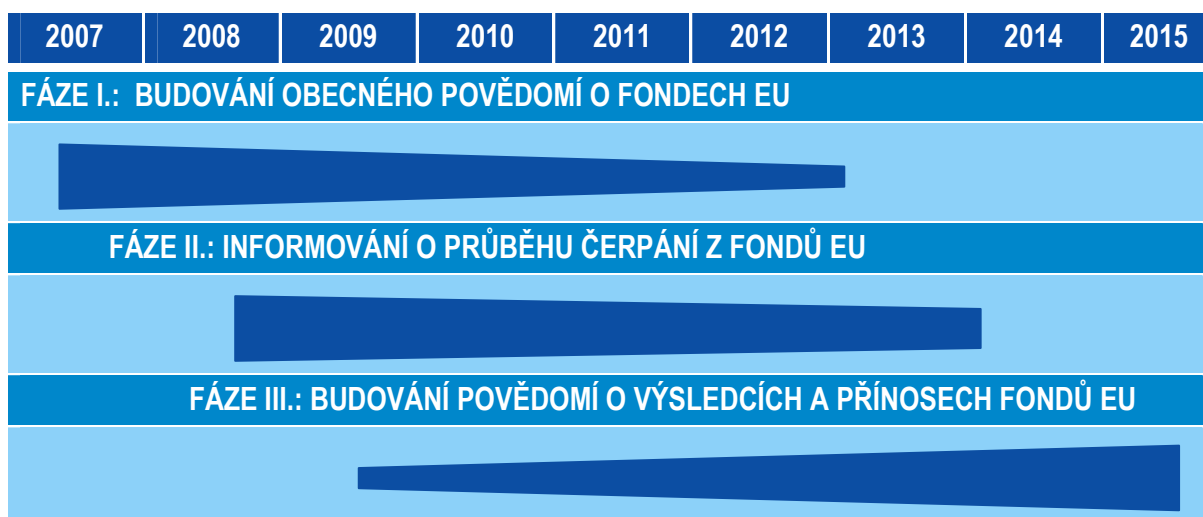 2007 2008 2009 2010 2011 2012 2013 2014 2015
FÁZE I.: BUDOVÁNÍ OBECNÉHO POVĚDOMÍ O FONDECH EU
FÁZE II.: INFORMOVÁNÍ O PRŮBĚHU ČERPÁNÍ Z FONDŮ EU
FÁZE III.: BUDOVÁNÍ POVĚDOMÍ O VÝSLEDCÍCH A PŘÍNOSECH FONDŮ EU